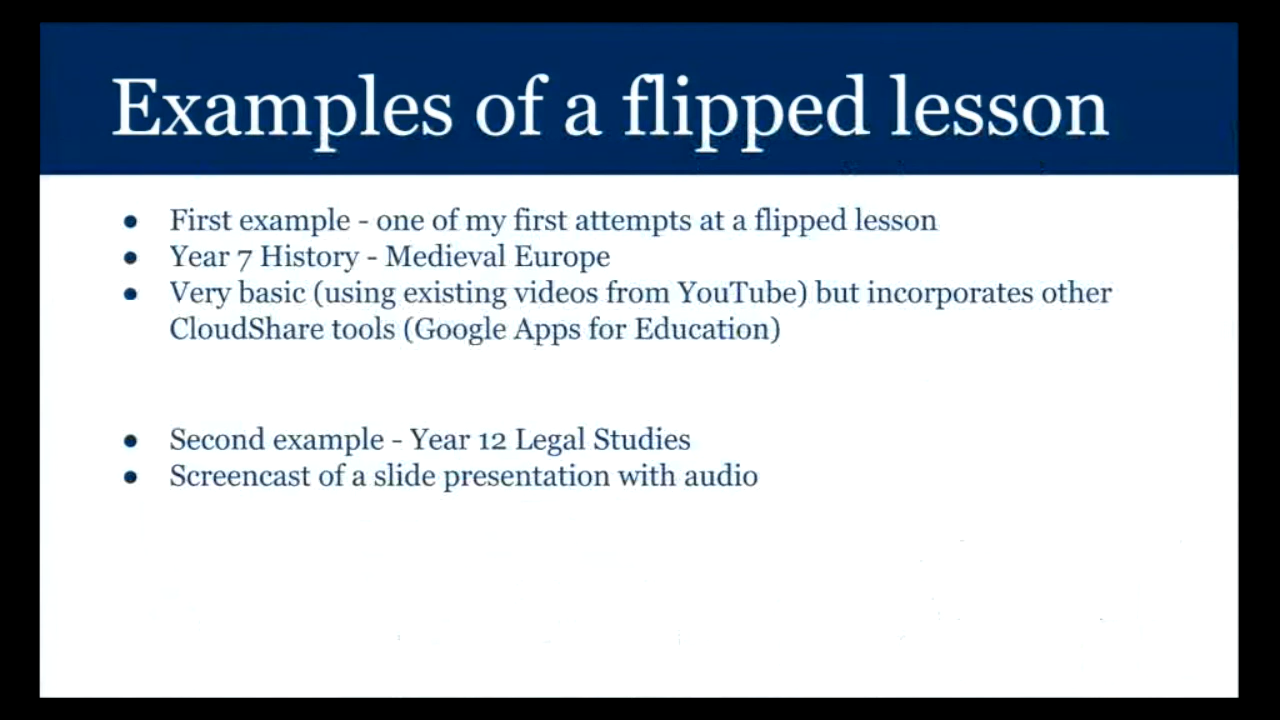 Examples of a flipped lesson
● First example - one of my first attempts at a flipped lesson
● Year 7 History - Medieval Europe
● Very basic (using existing videos from YouTube) but incorporates other
CloudShare tools (Google Apps for Education)
● Second example - Year 12 Legal Studies
● Screencast of a slide presentation with audio